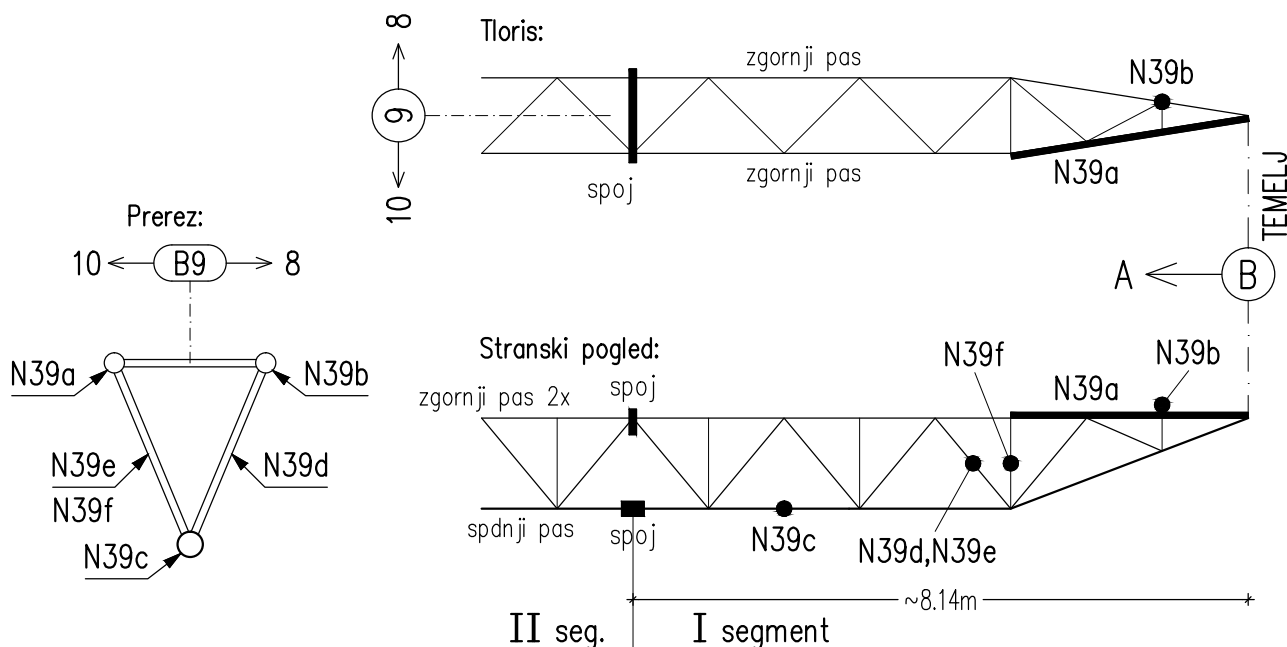 Tloris:
8
9
10
zgornji pas
N39b
spoj
zgornji pas
N39a
TEMELJ
A
B
Prerez:
10
B9
8
N39a
N39b
N39e
N39d
N39f
N39c
Stranski pogled:
zgornji pas 2x
spoj
N39f
N39a
N39b
spdnji pas
spoj
N39c
N39d,N39e
~8.14m
II seg.
I segment